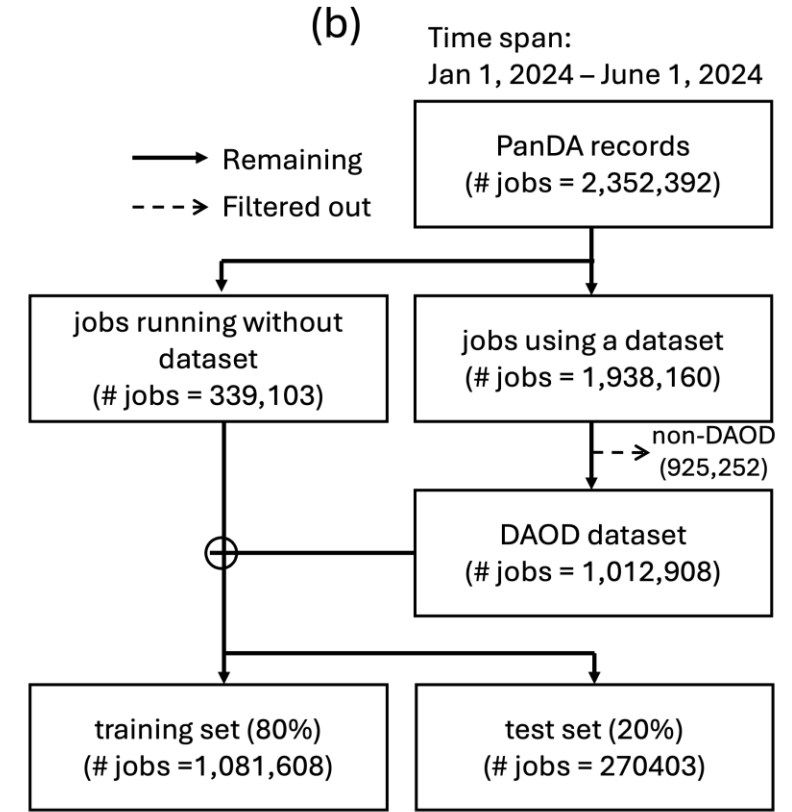 (b)
Time span:
Jan 1, 2024 – June 1, 2024
PanDA records
(# jobs = 2,352,392)
Remaining
Filtered out
jobs running without
dataset
(# jobs = 339,103)
jobs using a dataset
(# jobs = 1,938,160)
non-DAOD
(925,252)
DAOD dataset
(# jobs = 1,012,908)
training set (80%)
(# jobs =1,081,608)
test set (20%)
(# jobs = 270403)